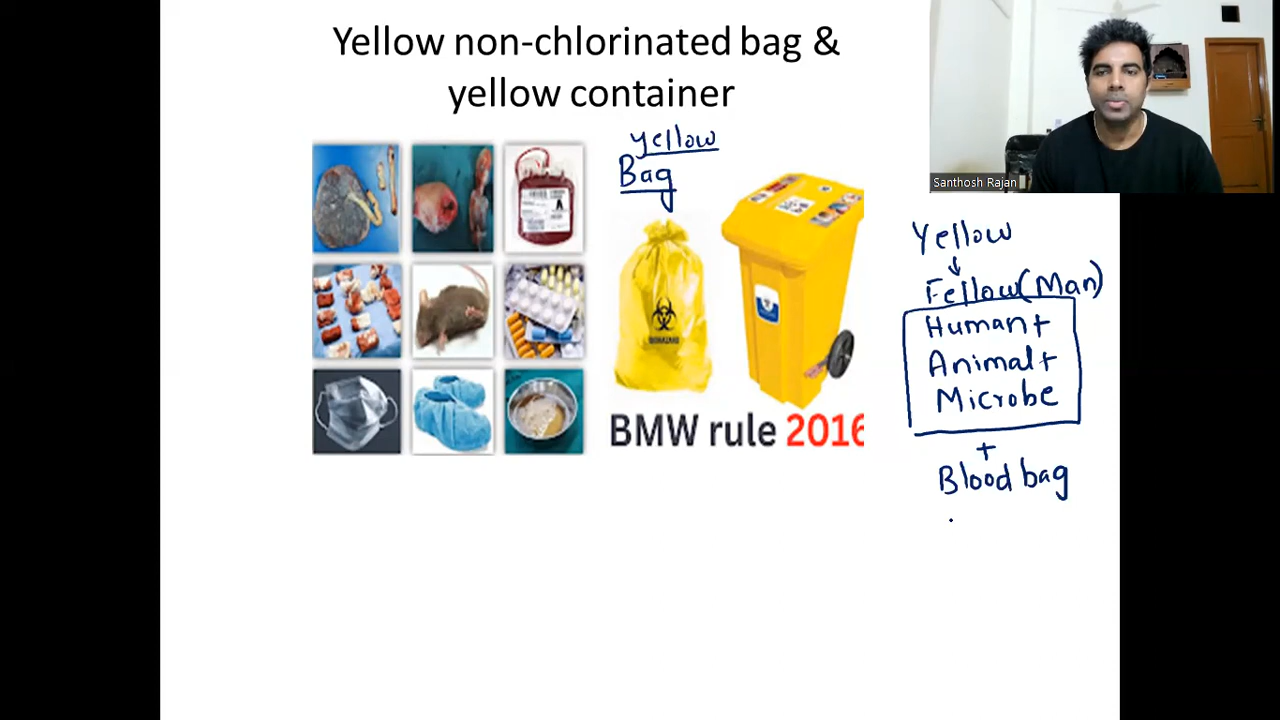 Yellow non-chlorinated bag &
yellow container
yellow
Bag
BMW rule 2016
Santhosh Rajan
Yellow
Fellow(Man)
Human+
Animal+
Microbe
+
Blood bag